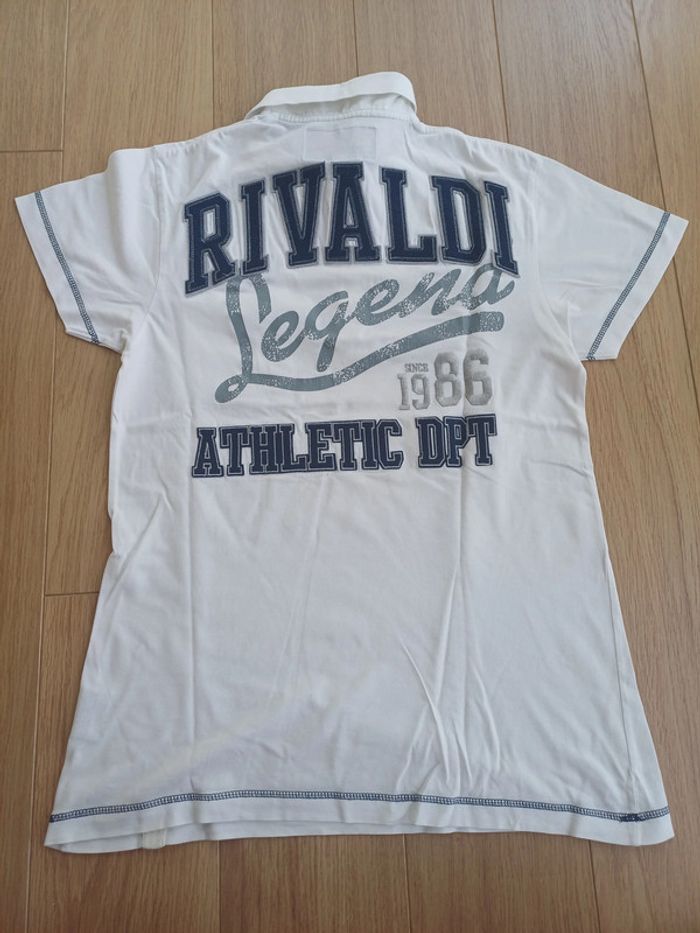 RIVALDI
Legend
SINCE
1986
ATHLETIC DPT